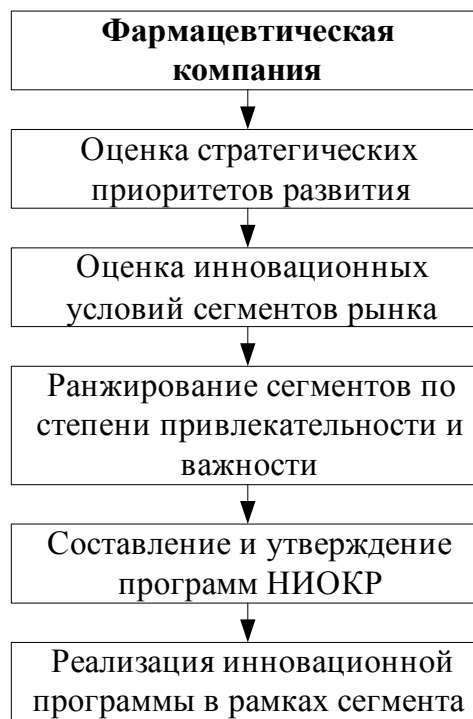 Фармацевтическая
компания
Оценка стратегических
приоритетов развития
Оценка инновационных
условий сегментов рынка
Ранжирование сегментов по
степени привлекательности и
важности
Составление и утверждение
программ НИОКР
Реализация инновационной
программы в рамках сегмента